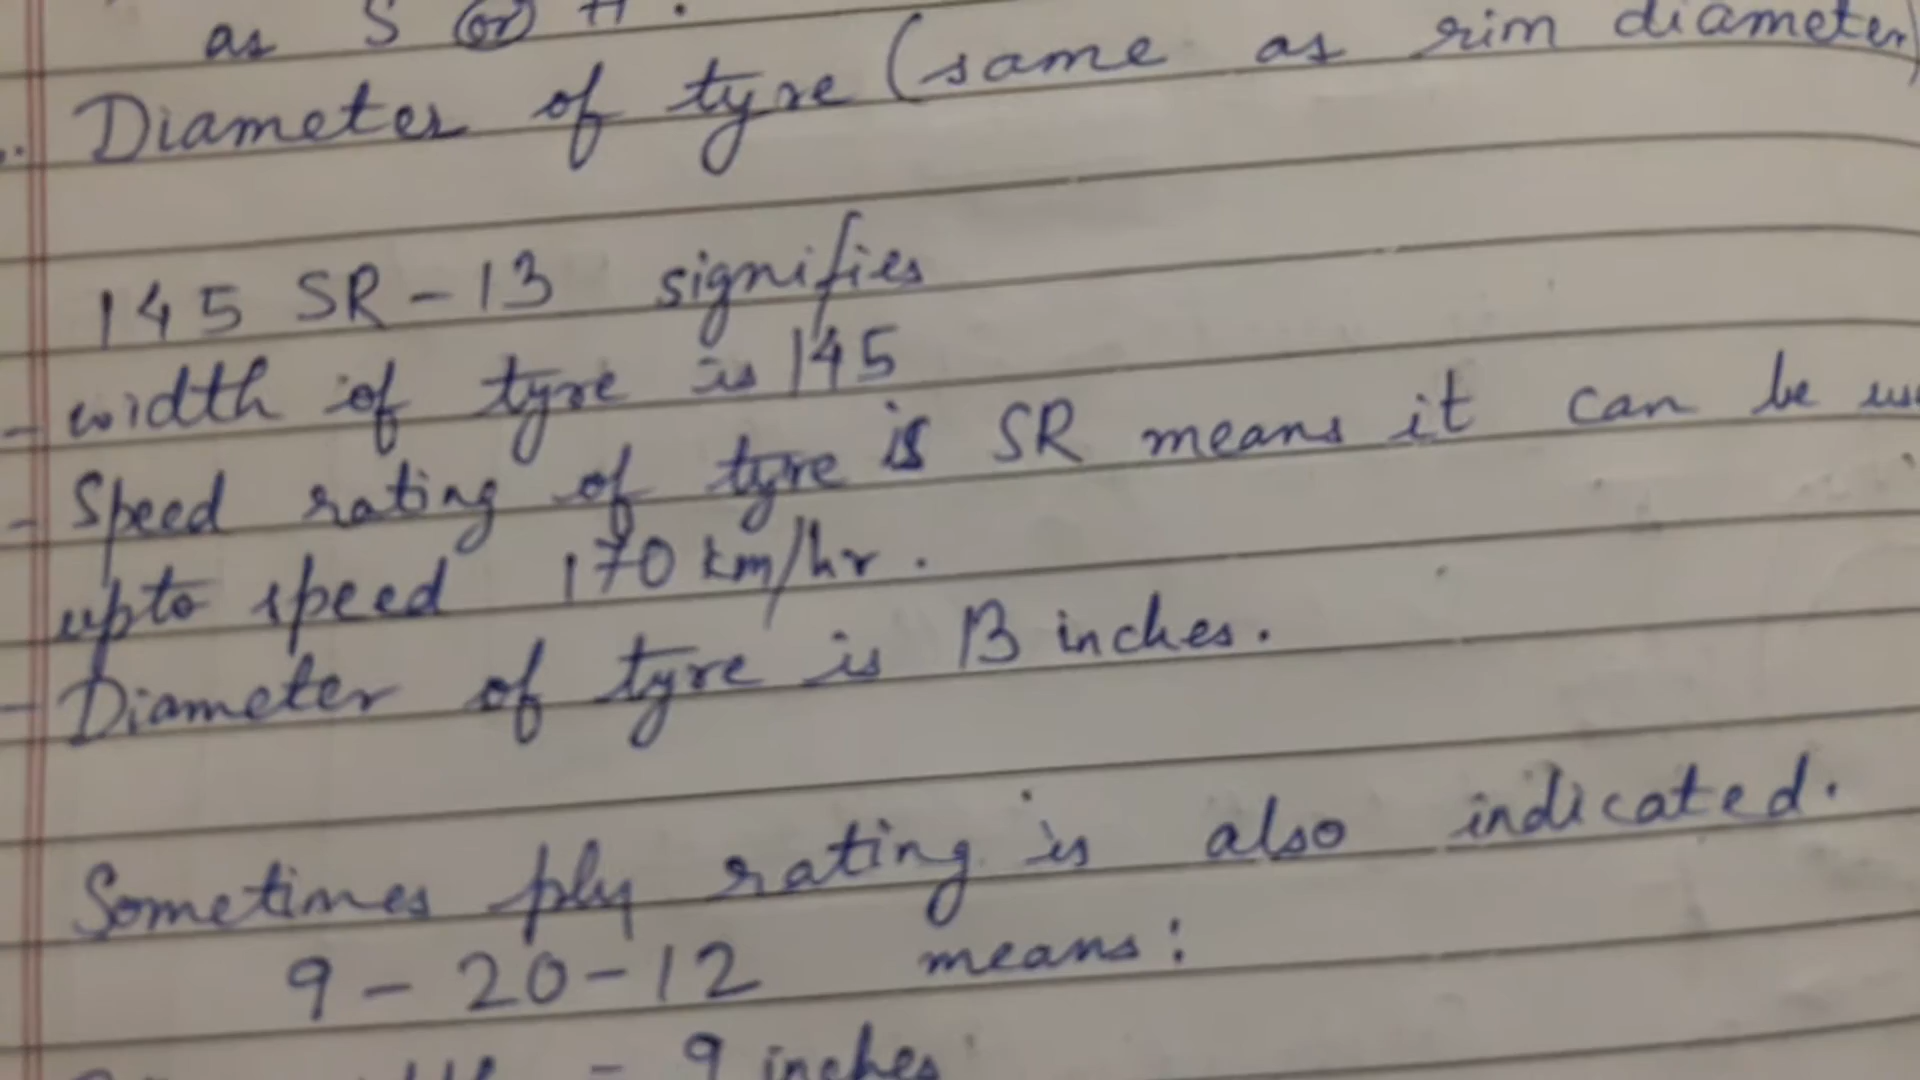 as S or H.
Diameter of tyre (same as rim diameter)
145 SR-13 signifies
- width of tyre is 145
- Speed rating of tyre is SR means it can be
upto speed 170 km/hr.
- Diameter of tyre is 13 inches.
Sometimes ply rating is also indicated.
9-20-12 means:
- 9 inches